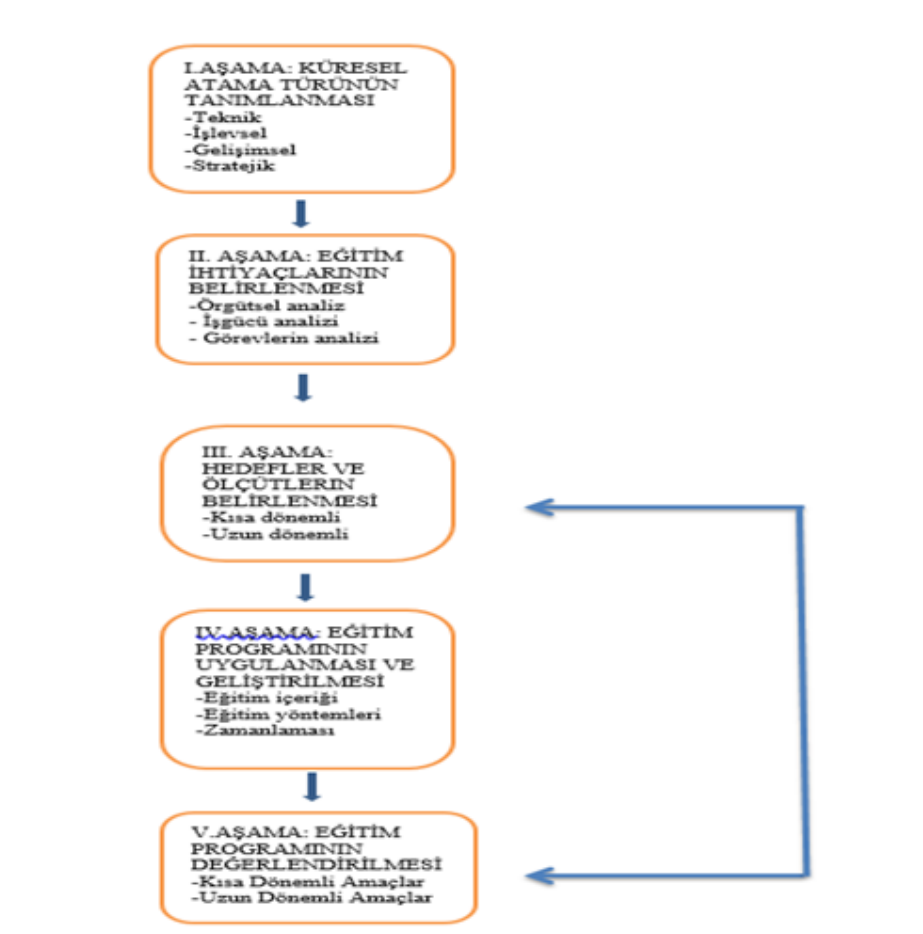 I.AŞAMA: KÜRESEL
ATAMA TÜRÜNÜN
TANIMLANMASI
-Teknik
-İşlevsel
-Gelişimsel
-Stratejik
II. AŞAMA: EĞİTİM
İHTİYAÇLARININ
BELİRLENMESİ
-Örgütsel analiz
- İşgücü analizi
- Görevlerin analizi
III. AŞAMA:
HEDEFLER VE
ÖLÇÜTLERIN
BELİRLENMESİ
-Kısa dönemli
-Uzun dönemli
IV.AŞAMA: EĞİTİM
PROGRAMININ
UYGULANMASI VE
GELİŞTİRİLMESİ
-Eğitim içeriği
-Eğitim yöntemleri
-Zamanlaması
V.AŞAMA: EĞİTİM
PROGRAMININ
DEĞERLENDİRİLMESİ
-Kısa Dönemli Amaçlar
-Uzun Dönemli Amaçlar